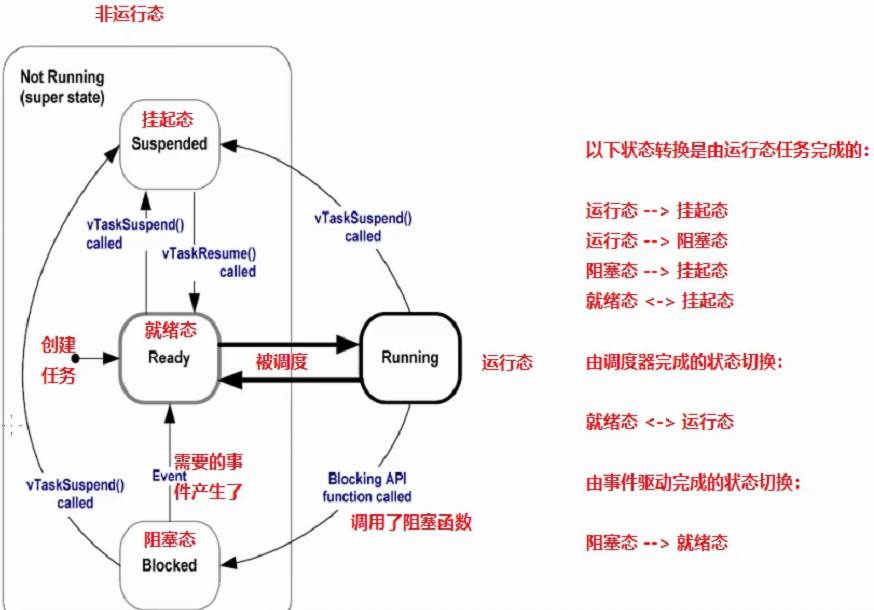 非运行态
Not Running
(super state)
挂起态
Suspended
vTaskSuspend()
called
vTaskResume()
called
vTaskSuspend()
called
创建
任务
就绪态
Ready
被调度
Running
运行态
vTaskSuspend()
called
Event
需要的事
件产生了
Blocking API
function called
调用了阻塞函数
阻塞态
Blocked
以下状态转换是由运行态任务完成的：
运行态 --> 挂起态
运行态 --> 阻塞态
阻塞态 --> 挂起态
就绪态 <-> 挂起态
由调度器完成的状态切换：
就绪态 <-> 运行态
由事件驱动完成的状态切换：
阻塞态 --> 就绪态